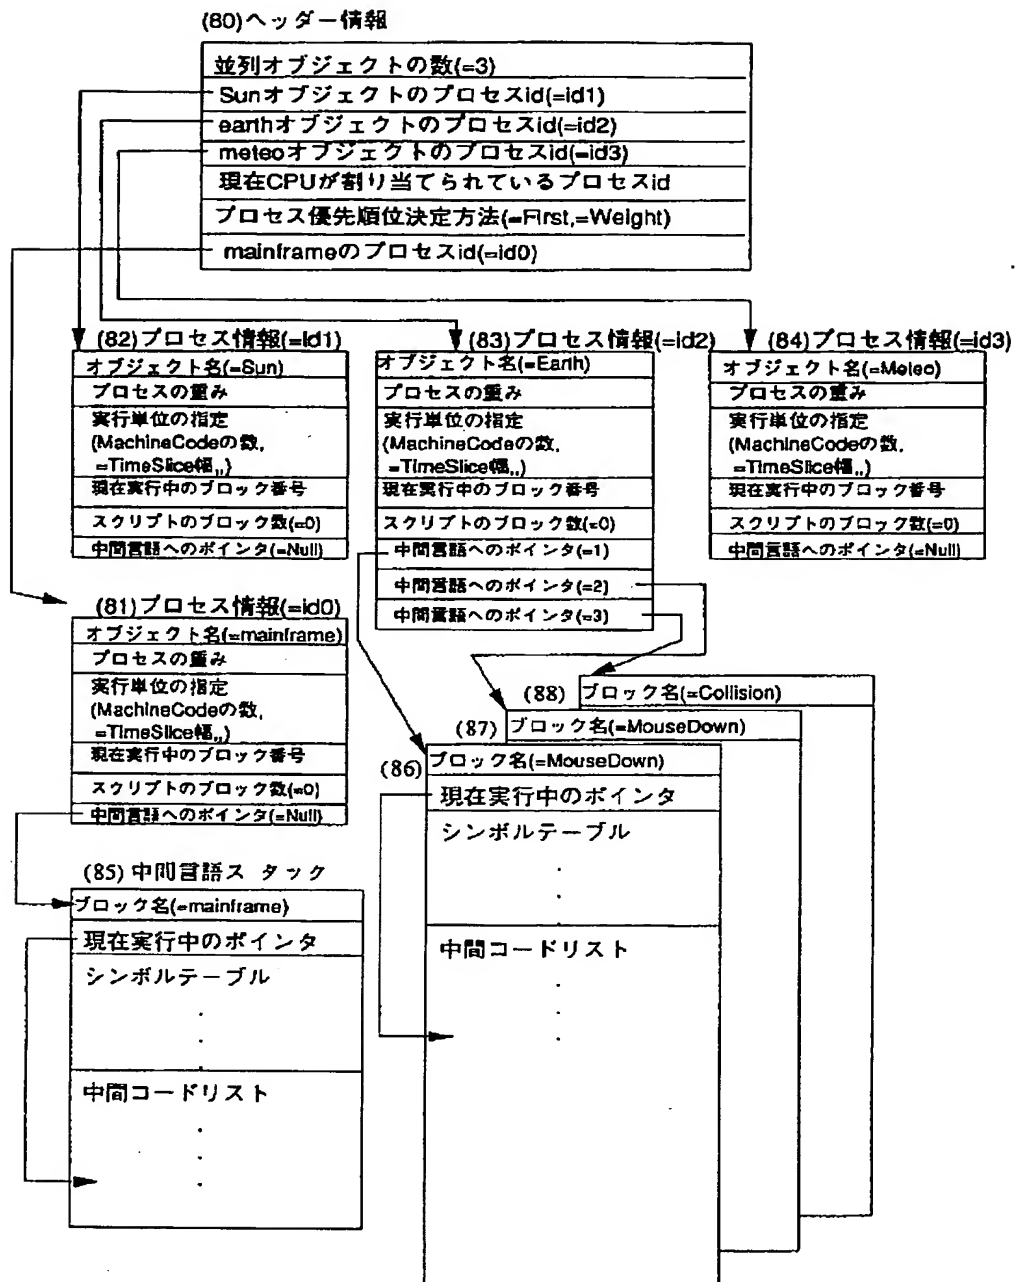 (80)ヘッダー情報
並列オブジェクトの数(=3)
Sunオブジェクトのプロセスid(=id1)
earthオブジェクトのプロセスid(=id2)
meteoオブジェクトのプロセスid(=id3)
現在CPUが割り当てられているプロセスid
プロセス優先順位決定方法(=First,=Weight)
mainframeのプロセスid(=id0)
(82)プロセス情報(=id1)
オブジェクト名(=Sun)
プロセスの重み
実行単位の指定
(MachineCodeの数,
=TimeSlice幅,,)
現在実行中のブロック番号
スクリプトのブロック数(=0)
中間言語へのポインタ(=Null)
(83)プロセス情報(=id2)
オブジェクト名(=Earth)
プロセスの重み
実行単位の指定
(MachineCodeの数,
=TimeSlice幅,,)
現在実行中のブロック番号
スクリプトのブロック数(=0)
中間言語へのポインタ(=1)
中間言語へのポインタ(=2)
中間言語へのポインタ(=3)
(84)プロセス情報(=id3)
オブジェクト名(=Meteo)
プロセスの重み
実行単位の指定
(MachineCodeの数,
=TimeSlice幅,,)
現在実行中のブロック番号
スクリプトのブロック数(=0)
中間言語へのポインタ(=Null)
(81)プロセス情報(=id0)
オブジェクト名(=mainframe)
プロセスの重み
実行単位の指定
(MachineCodeの数,
=TimeSlice幅,,)
現在実行中のブロック番号
スクリプトのブロック数(=0)
中間言語へのポインタ(=Null)
(88) ブロック名(=Collision)
(87) ブロック名(=MouseDown)
(86) ブロック名(=MouseDown)
現在実行中のポインタ
シンボルテーブル
中間コードリスト
(85)中間言語スタック
ブロック名(=mainframe)
現在実行中のポインタ
シンボルテーブル
中間コードリスト